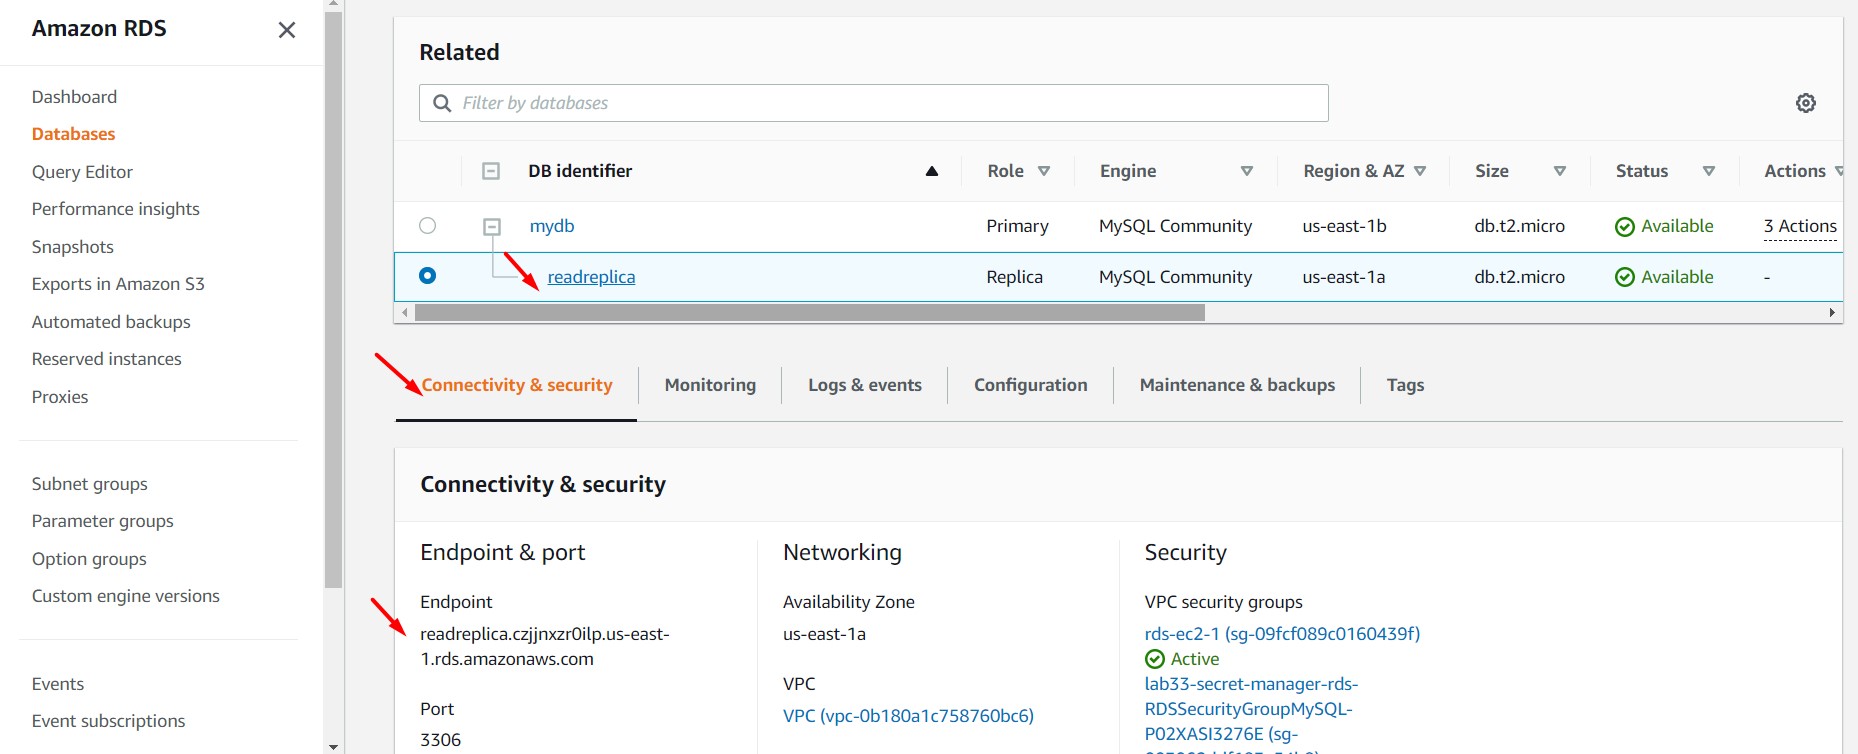 Amazon RDS
Dashboard
Databases
Query Editor
Performance insights
Snapshots
Exports in Amazon S3
Automated backups
Reserved instances
Proxies
Subnet groups
Parameter groups
Option groups
Custom engine versions
Events
Event subscriptions
Related
Filter by databases
DB identifier Role Engine Region & AZ Size Status Actions
mydb Primary MySQL Community us-east-1b db.t2.micro Available 3 Actions
readreplica Replica MySQL Community us-east-1a db.t2.micro Available -
Connectivity & security Monitoring Logs & events Configuration Maintenance & backups Tags
Connectivity & security
Endpoint & port
Endpoint
readreplica.czjjnxzr0ilp.us-east-
1.rds.amazonaws.com
Port
3306
Networking
Availability Zone
us-east-1a
VPC
VPC (vpc-0b180a1c758760bc6)
Security
VPC security groups
rds-ec2-1 (sg-09fcf089c0160439f)
Active
lab33-secret-manager-rds-
RDSSecurityGroupMySQL-
P02XASI3276E (sg-